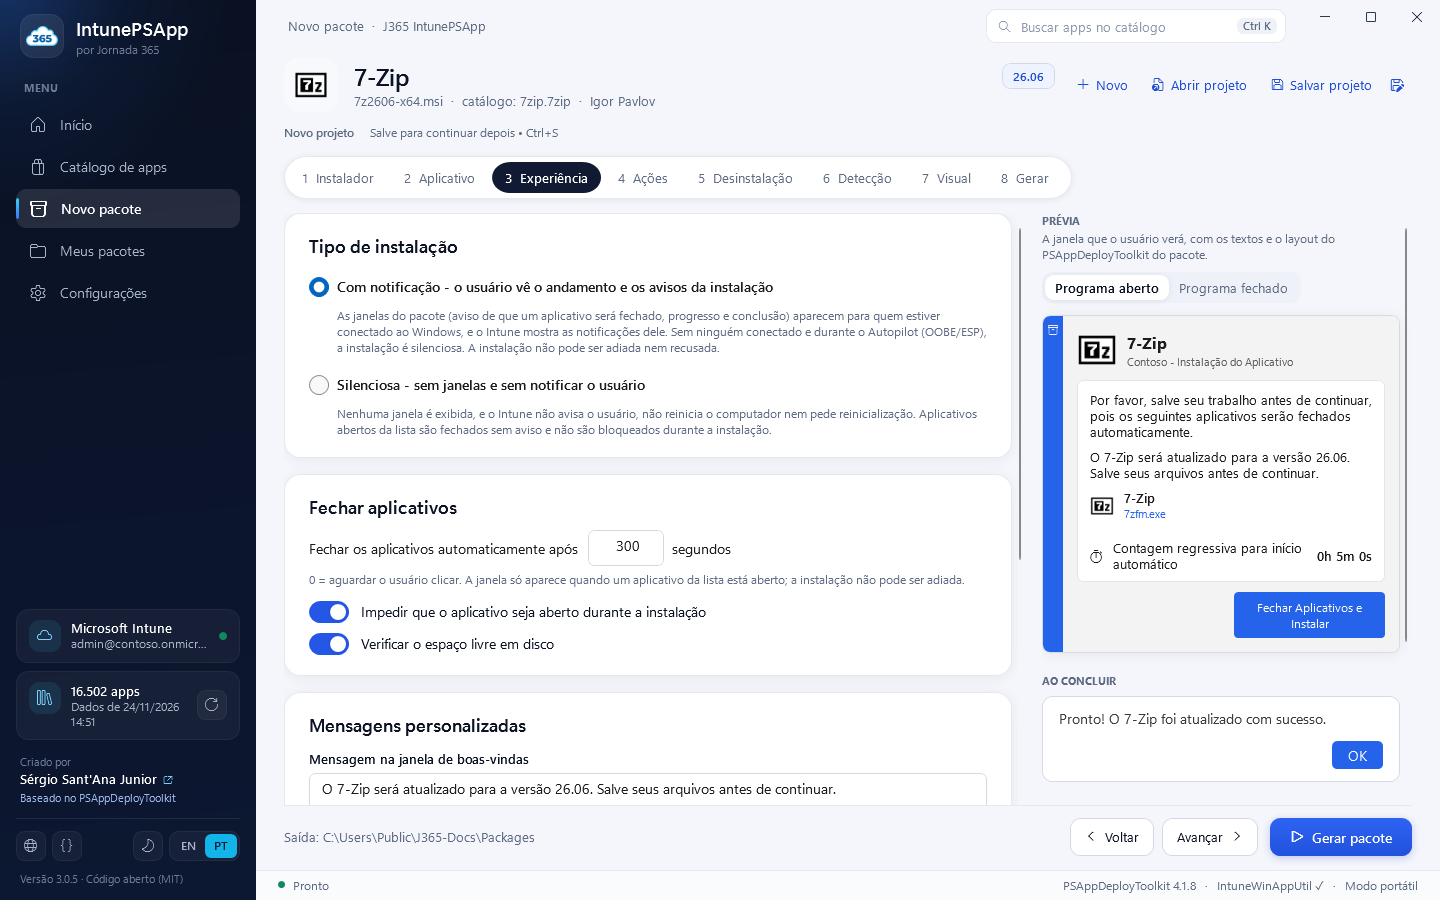 365
IntunePSApp
por Jornada 365
MENU
Início
Catálogo de apps
Novo pacote
Meus pacotes
Configurações
Microsoft Intune
admin@contoso.onmicr...
16.502 apps
Dados de 24/11/2026
14:51
Criado por
Sérgio Sant'Ana Junior
Baseado no PSAppDeployToolkit
{}
EN PT
Versão 3.0.5 · Código aberto (MIT)
Novo pacote · J365 IntunePSApp
Buscar apps no catálogo Ctrl K
7z
7-Zip
7z2606-x64.msi · catálogo: 7zip.7zip · Igor Pavlov
26.06
Novo
Abrir projeto
Salvar projeto
Novo projeto Salve para continuar depois • Ctrl+S
1 Instalador
2 Aplicativo
3 Experiência
4 Ações
5 Desinstalação
6 Detecção
7 Visual
8 Gerar
Tipo de instalação
Com notificação - o usuário vê o andamento e os avisos da instalação
As janelas do pacote (aviso de que um aplicativo será fechado, progresso e conclusão) aparecem para quem estiver
conectado ao Windows, e o Intune mostra as notificações dele. Sem ninguém conectado e durante o Autopilot (OOBE/ESP),
a instalação é silenciosa. A instalação não pode ser adiada nem recusada.
Silenciosa - sem janelas e sem notificar o usuário
Nenhuma janela é exibida, e o Intune não avisa o usuário, não reinicia o computador nem pede reinicialização. Aplicativos
abertos da lista são fechados sem aviso e não são bloqueados durante a instalação.
Fechar aplicativos
Fechar os aplicativos automaticamente após 300 segundos
0 = aguardar o usuário clicar. A janela só aparece quando um aplicativo da lista está aberto; a instalação não pode ser adiada.
Impedir que o aplicativo seja aberto durante a instalação
Verificar o espaço livre em disco
Mensagens personalizadas
Mensagem na janela de boas-vindas
O 7-Zip será atualizado para a versão 26.06. Salve seus arquivos antes de continuar.
PRÉVIA
A janela que o usuário verá, com os textos e o layout do
PSAppDeployToolkit do pacote.
Programa aberto Programa fechado
7z
7-Zip
Contoso - Instalação do Aplicativo
Por favor, salve seu trabalho antes de continuar,
pois os seguintes aplicativos serão fechados
automaticamente.
O 7-Zip será atualizado para a versão 26.06.
Salve seus arquivos antes de continuar.
7z
7-Zip
7zfm.exe
Contagem regressiva para início
automático
0h 5m 0s
Fechar Aplicativos e
Instalar
AO CONCLUIR
Pronto! O 7-Zip foi atualizado com sucesso.
OK
Saída: C:\Users\Public\J365-Docs\Packages
Voltar
Avançar
Gerar pacote
Pronto
PSAppDeployToolkit 4.1.8 · IntuneWinAppUtil ✓ · Modo portátil